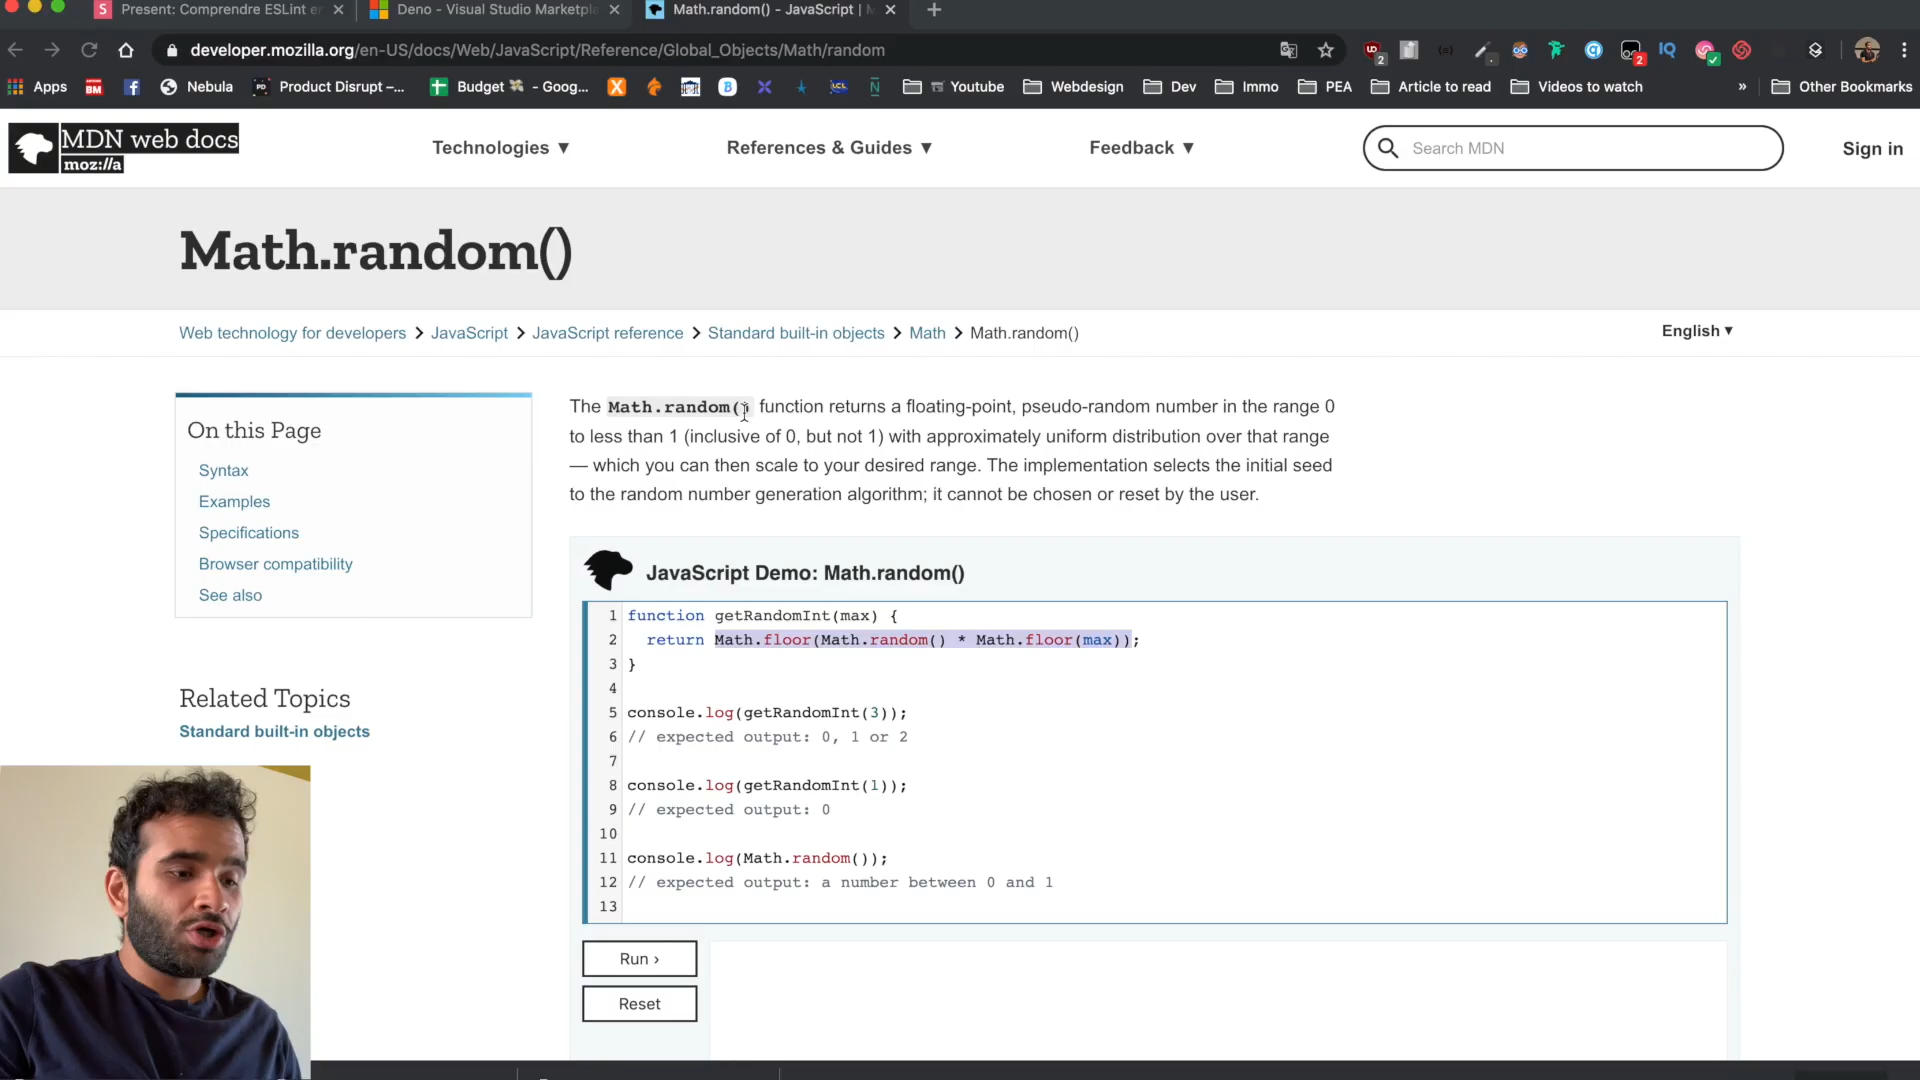 Present: Comprendre ESLint er
Deno - Visual Studio Marketpla
Math.random() - JavaScript | M
developer.mozilla.org/en-US/docs/Web/JavaScript/Reference/Global_Objects/Math/random
Apps
Nebula
Product Disrupt –...
Budget 💸 - Goog...
Youtube
Webdesign
Dev
Immo
PEA
Article to read
Videos to watch
»
Other Bookmarks
MDN web docs
moz://a
Technologies ▼
References & Guides ▼
Feedback ▼
Search MDN
Sign in
Math.random()
Web technology for developers > JavaScript > JavaScript reference > Standard built-in objects > Math > Math.random()
English ▼
On this Page
Syntax
Examples
Specifications
Browser compatibility
See also
Related Topics
Standard built-in objects
The Math.random() function returns a floating-point, pseudo-random number in the range 0
to less than 1 (inclusive of 0, but not 1) with approximately uniform distribution over that range
— which you can then scale to your desired range. The implementation selects the initial seed
to the random number generation algorithm; it cannot be chosen or reset by the user.
JavaScript Demo: Math.random()
1 function getRandomInt(max) {
2 return Math.floor(Math.random() * Math.floor(max));
3 }
4
5 console.log(getRandomInt(3));
6 // expected output: 0, 1 or 2
7
8 console.log(getRandomInt(1));
9 // expected output: 0
10
11 console.log(Math.random());
12 // expected output: a number between 0 and 1
13
Run ›
Reset